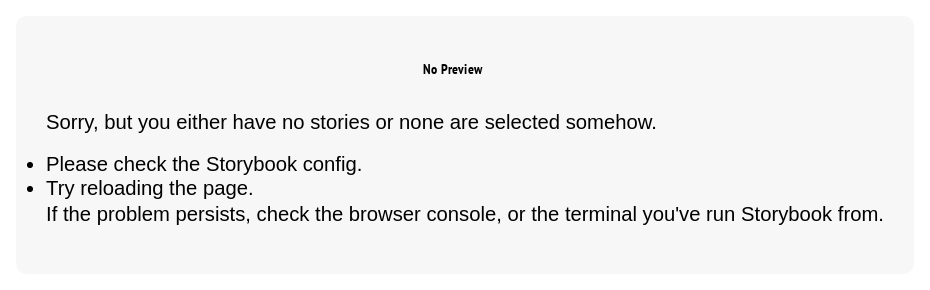 No Preview
Sorry, but you either have no stories or none are selected somehow.
Please check the Storybook config.
Try reloading the page.
If the problem persists, check the browser console, or the terminal you've run Storybook from.